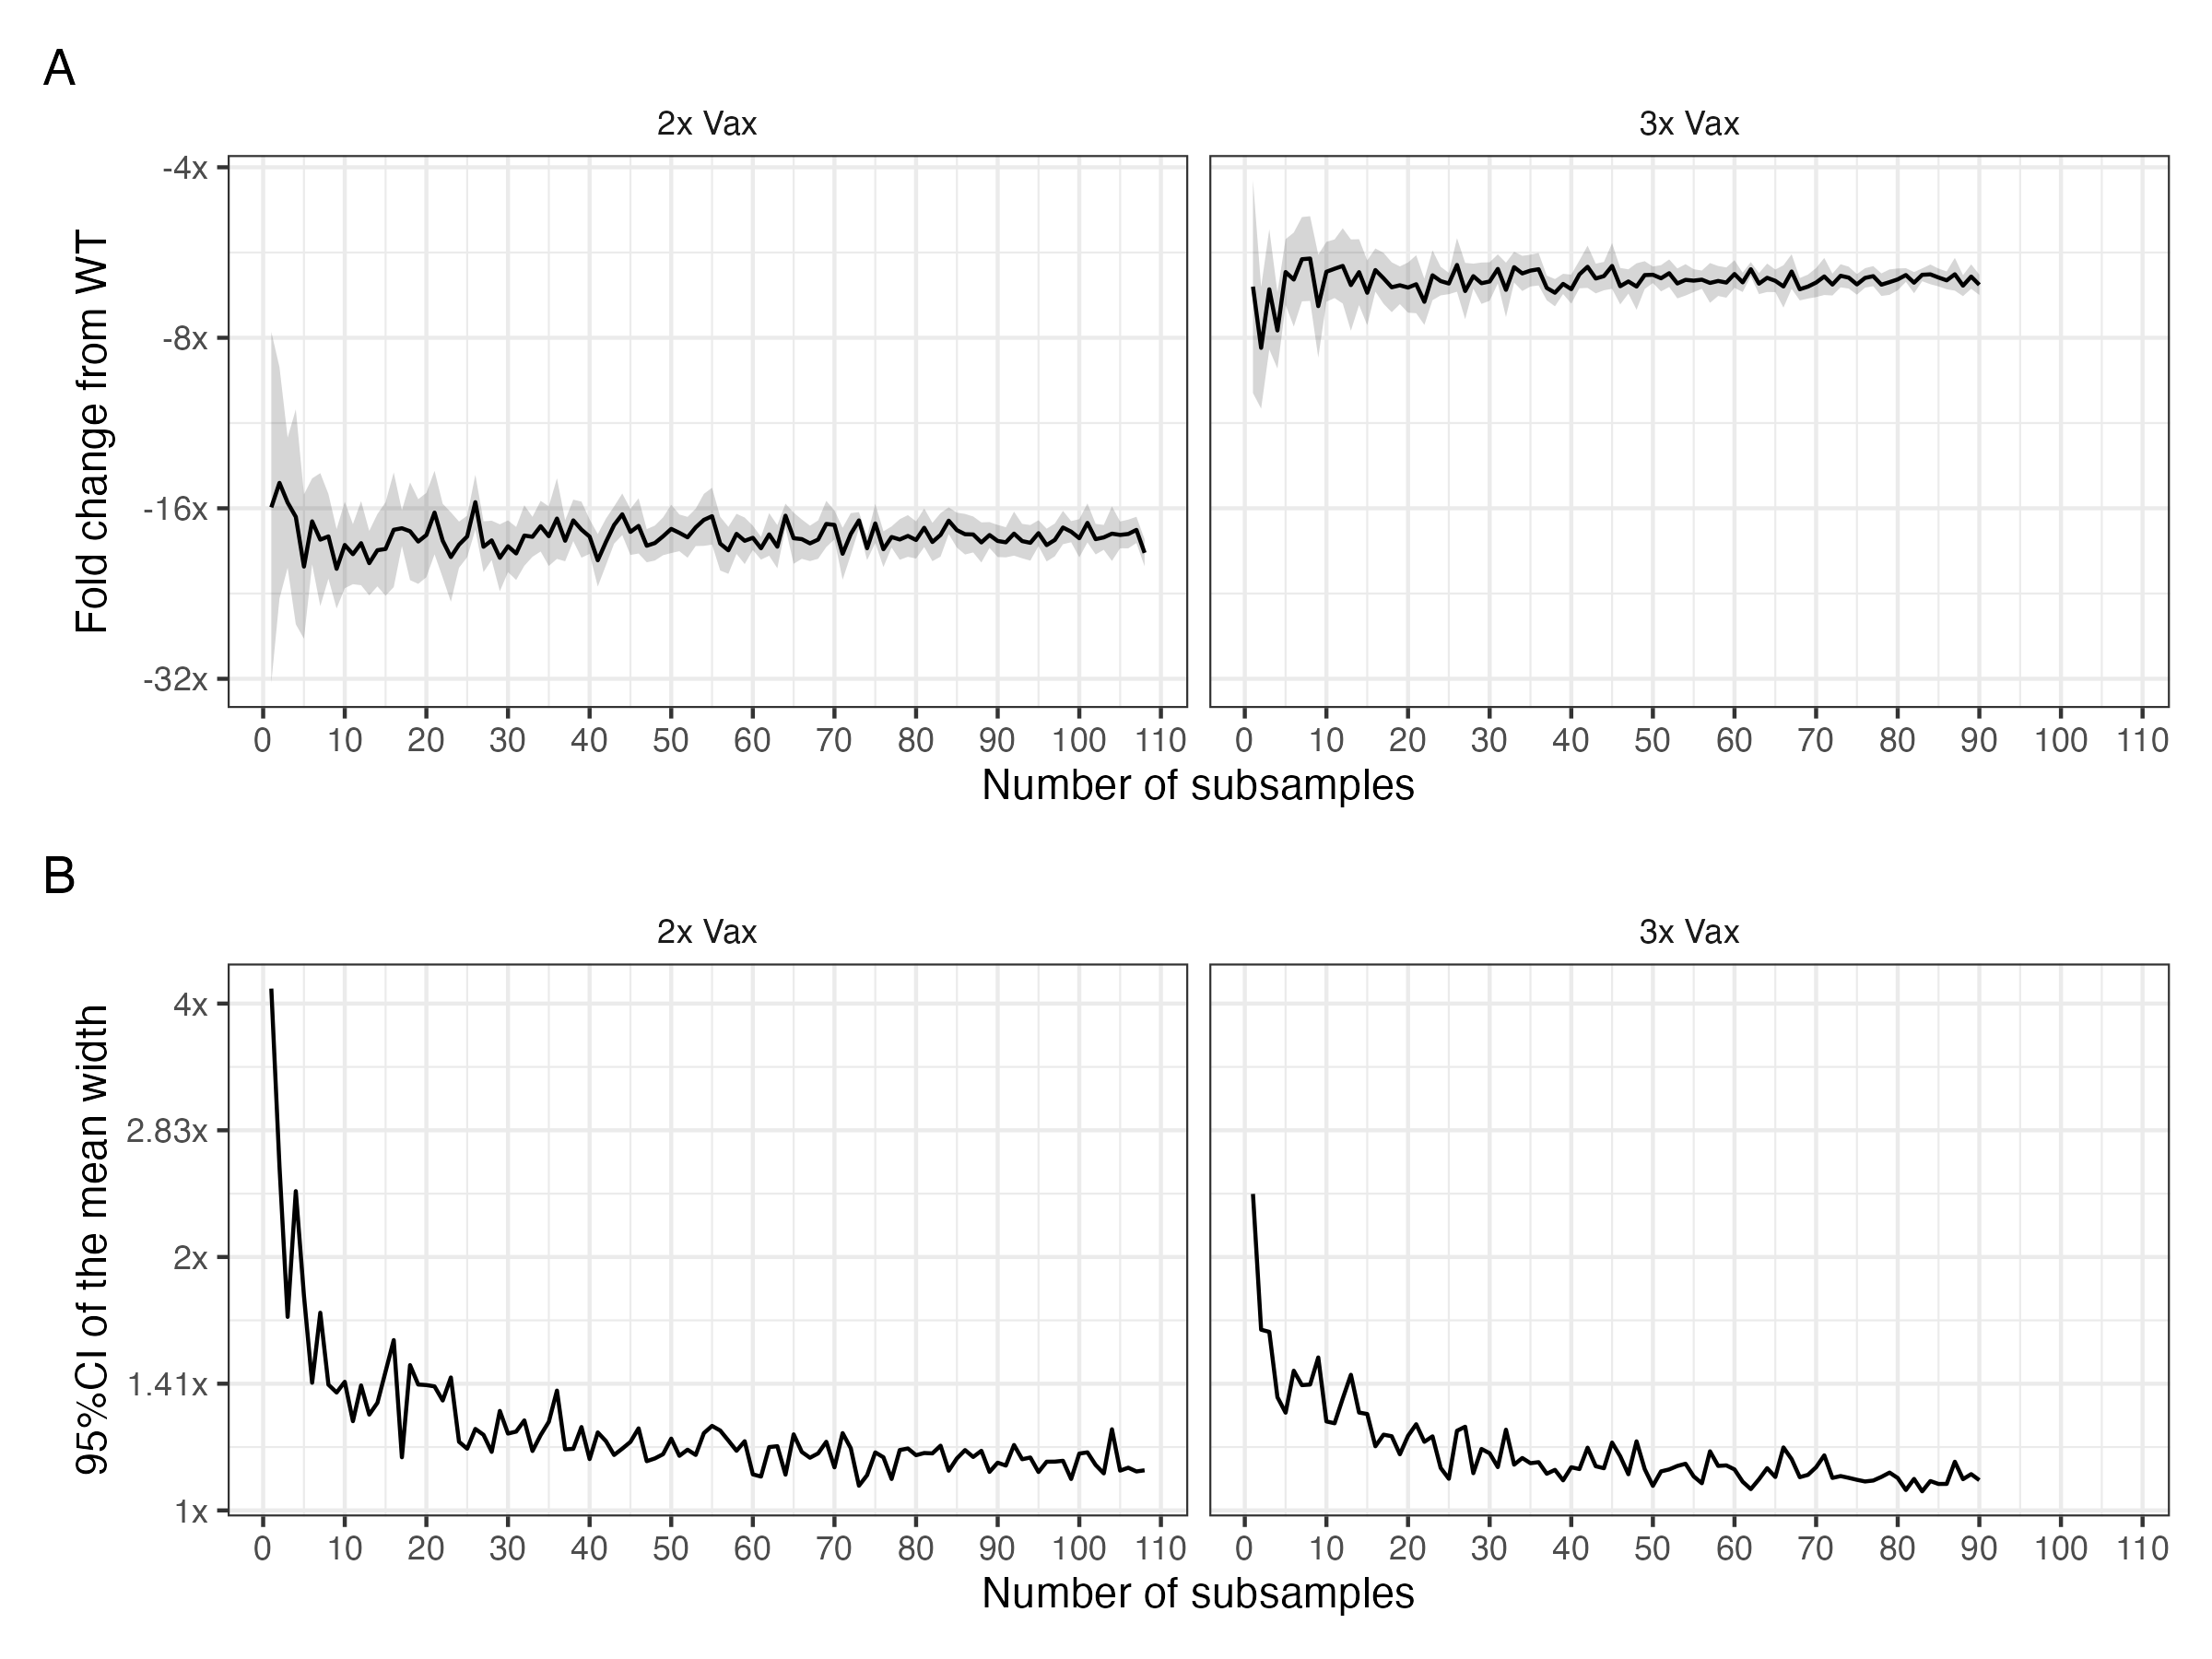 A
2x Vax 3x Vax
Fold change from WT
-4x
-8x
-16x
-32x
0 10 20 30 40 50 60 70 80 90 100 110 0 10 20 30 40 50 60 70 80 90 100 110
Number of subsamples
B
2x Vax 3x Vax
95%CI of the mean width
4x
2.83x
2x
1.41x
1x
0 10 20 30 40 50 60 70 80 90 100 110 0 10 20 30 40 50 60 70 80 90 100 110
Number of subsamples